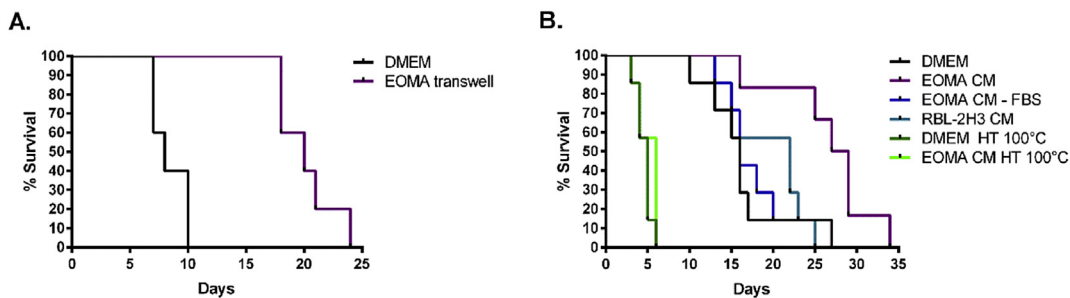 A.
100
90
80
70
60
50
40
30
20
10
0
% Survival
0 5 10 15 20 25
Days
DMEM
EOMA transwell
B.
100
90
80
70
60
50
40
30
20
10
0
% Survival
0 5 10 15 20 25 30 35
Days
DMEM
EOMA CM
EOMA CM - FBS
RBL-2H3 CM
DMEM HT 100°C
EOMA CM HT 100°C